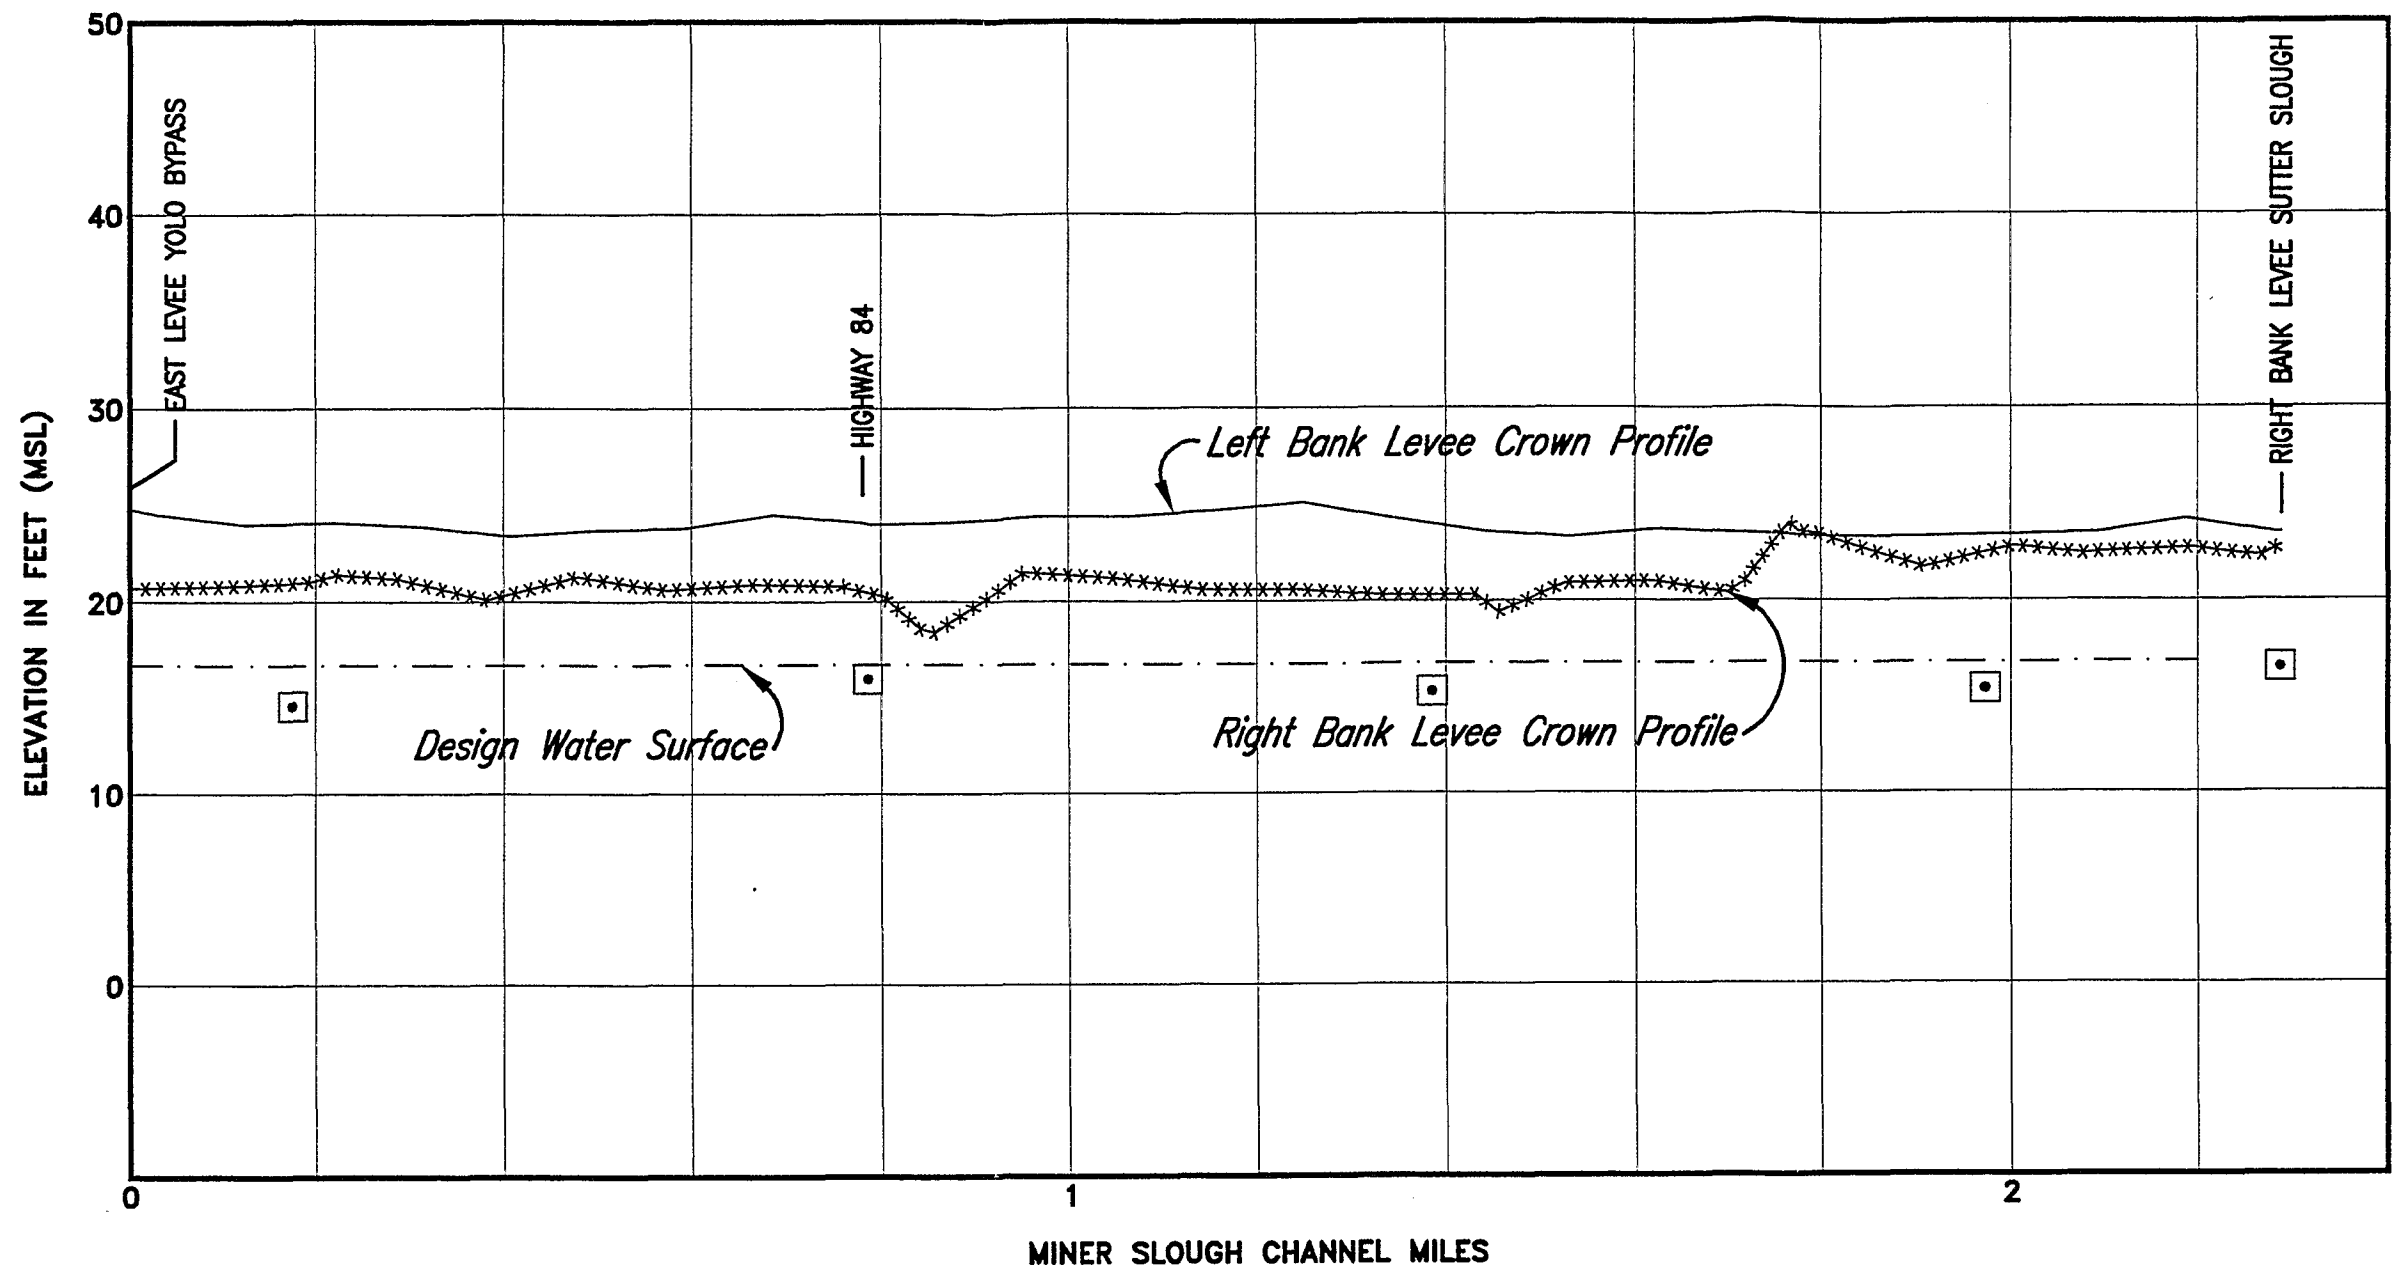 50
40
30
20
10
0
ELEVATION IN FEET (MSL)
EAST LEVEE YOLO BYPASS
HIGHWAY 84
RIGHT BANK LEVEE SUTTER SLOUGH
Left Bank Levee Crown Profile
Design Water Surface
Right Bank Levee Crown Profile
0 1 2
MINER SLOUGH CHANNEL MILES